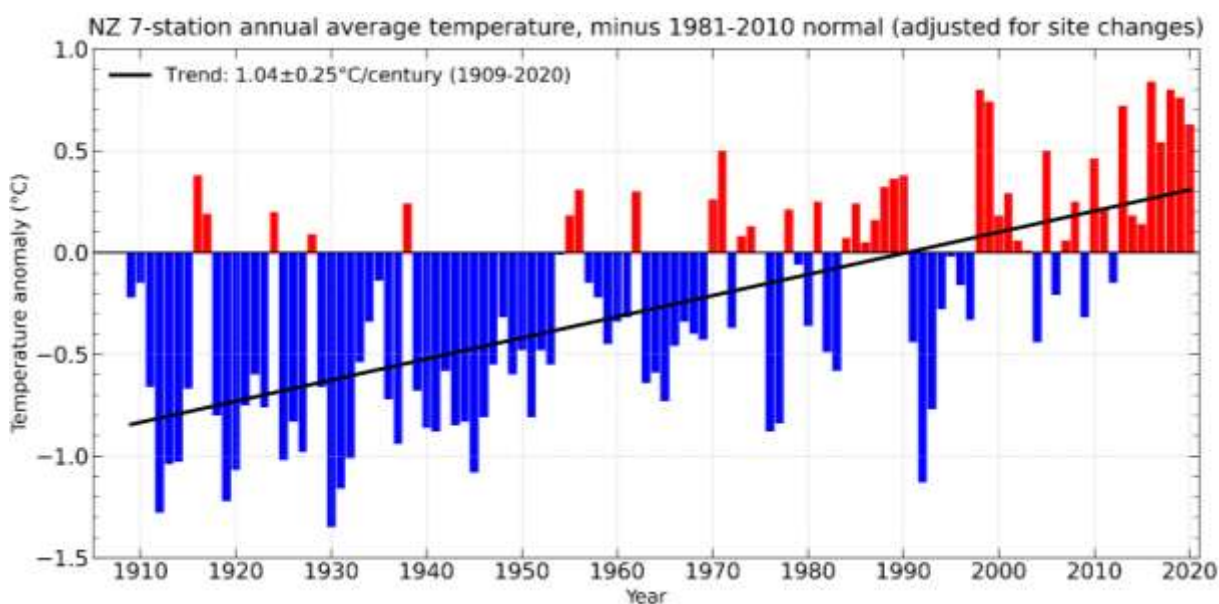 NZ 7-station annual average temperature, minus 1981-2010 normal (adjusted for site changes)
Trend: 1.04±0.25°C/century (1909-2020)
Temperature anomaly (°C)
1.0
0.5
0.0
−0.5
−1.0
−1.5
1910 1920 1930 1940 1950 1960 1970 1980 1990 2000 2010 2020
Year